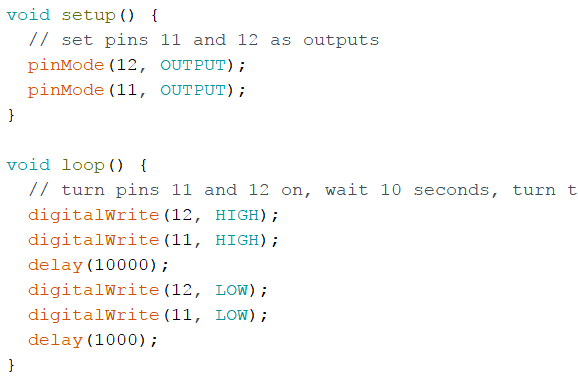 void setup() {
  // set pins 11 and 12 as outputs
  pinMode(12, OUTPUT);
  pinMode(11, OUTPUT);
}

void loop() {
  // turn pins 11 and 12 on, wait 10 seconds, turn t
  digitalWrite(12, HIGH);
  digitalWrite(11, HIGH);
  delay(10000);
  digitalWrite(12, LOW);
  digitalWrite(11, LOW);
  delay(1000);
}